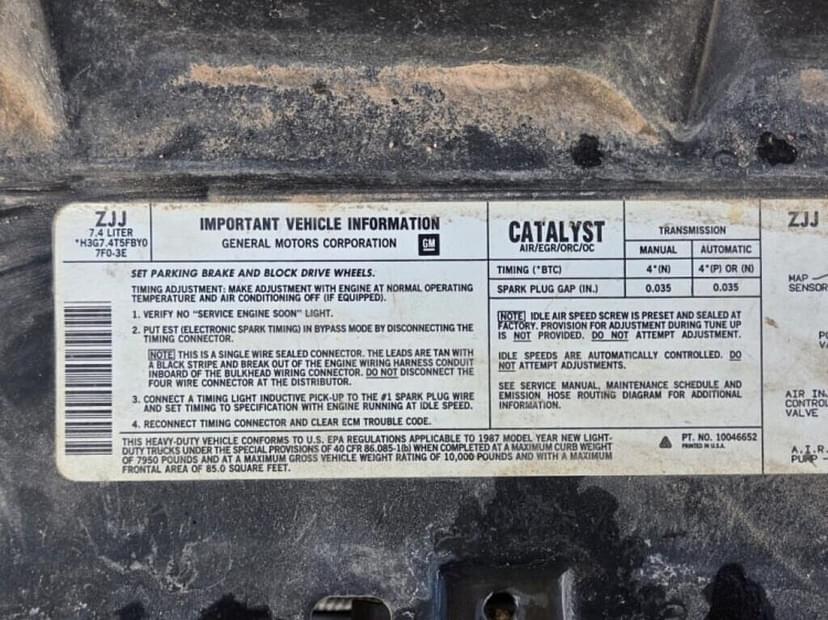 ZJJ
7.4 LITER
*H3G7.4T5FBY0
7F0-3E
IMPORTANT VEHICLE INFORMATION
GENERAL MOTORS CORPORATION GM
SET PARKING BRAKE AND BLOCK DRIVE WHEELS.
TIMING ADJUSTMENT: MAKE ADJUSTMENT WITH ENGINE AT NORMAL OPERATING
TEMPERATURE AND AIR CONDITIONING OFF (IF EQUIPPED).
1. VERIFY NO "SERVICE ENGINE SOON" LIGHT.
2. PUT EST (ELECTRONIC SPARK TIMING) IN BYPASS MODE BY DISCONNECTING THE
TIMING CONNECTOR.
NOTE THIS IS A SINGLE WIRE SEALED CONNECTOR. THE LEADS ARE TAN WITH
A BLACK STRIPE AND BREAK OUT OF THE ENGINE WIRING HARNESS CONDUIT
INBOARD OF THE BULKHEAD WIRING CONNECTOR. DO NOT DISCONNECT THE
FOUR WIRE CONNECTOR AT THE DISTRIBUTOR.
3. CONNECT A TIMING LIGHT INDUCTIVE PICK-UP TO THE #1 SPARK PLUG WIRE
AND SET TIMING TO SPECIFICATION WITH ENGINE RUNNING AT IDLE SPEED.
4. RECONNECT TIMING CONNECTOR AND CLEAR ECM TROUBLE CODE.
CATALYST
AIR/EGR/ORC/OC
TRANSMISSION
MANUAL AUTOMATIC
TIMING (°BTC) 4°(N) 4°(P) OR (N)
SPARK PLUG GAP (IN.) 0.035 0.035
NOTE IDLE AIR SPEED SCREW IS PRESET AND SEALED AT
FACTORY. PROVISION FOR ADJUSTMENT DURING TUNE UP
IS NOT PROVIDED. DO NOT ATTEMPT ADJUSTMENT.
IDLE SPEEDS ARE AUTOMATICALLY CONTROLLED. DO
NOT ATTEMPT ADJUSTMENTS.
SEE SERVICE MANUAL, MAINTENANCE SCHEDULE AND
EMISSION HOSE ROUTING DIAGRAM FOR ADDITIONAL
INFORMATION.
THIS HEAVY-DUTY VEHICLE CONFORMS TO U.S. EPA REGULATIONS APPLICABLE TO 1987 MODEL YEAR NEW LIGHT-
DUTY TRUCKS UNDER THE SPECIAL PROVISIONS OF 40 CFR 86.085-1(b) WHEN COMPLETED AT A MAXIMUM CURB WEIGHT
OF 7950 POUNDS AND AT A MAXIMUM GROSS VEHICLE WEIGHT RATING OF 10,000 POUNDS AND WITH A MAXIMUM
FRONTAL AREA OF 85.0 SQUARE FEET.
PT. NO. 10046652
PRINTED IN U.S.A.
ZJJ
MAP
SENSOR
AIR IN
CONTRO
VALVE
A.I.R.
PUMP